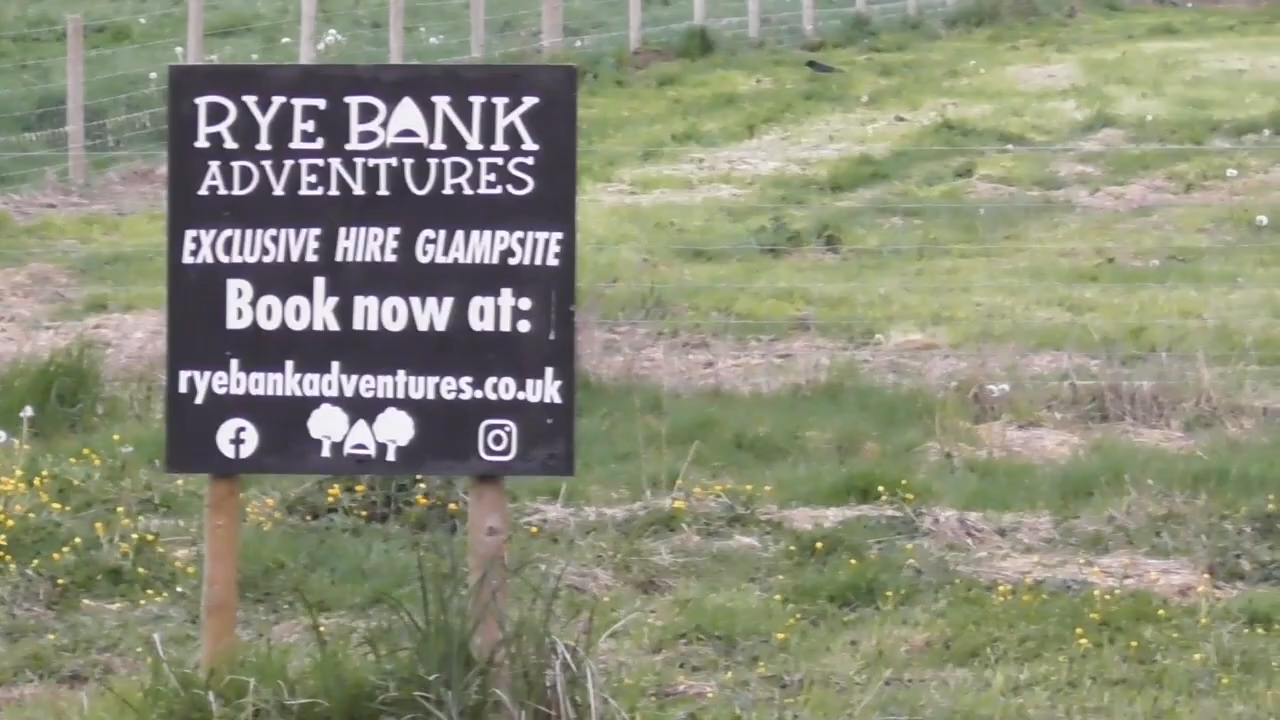 RYE BANK
ADVENTURES
EXCLUSIVE HIRE GLAMPSITE
Book now at:
ryebankadventures.co.uk